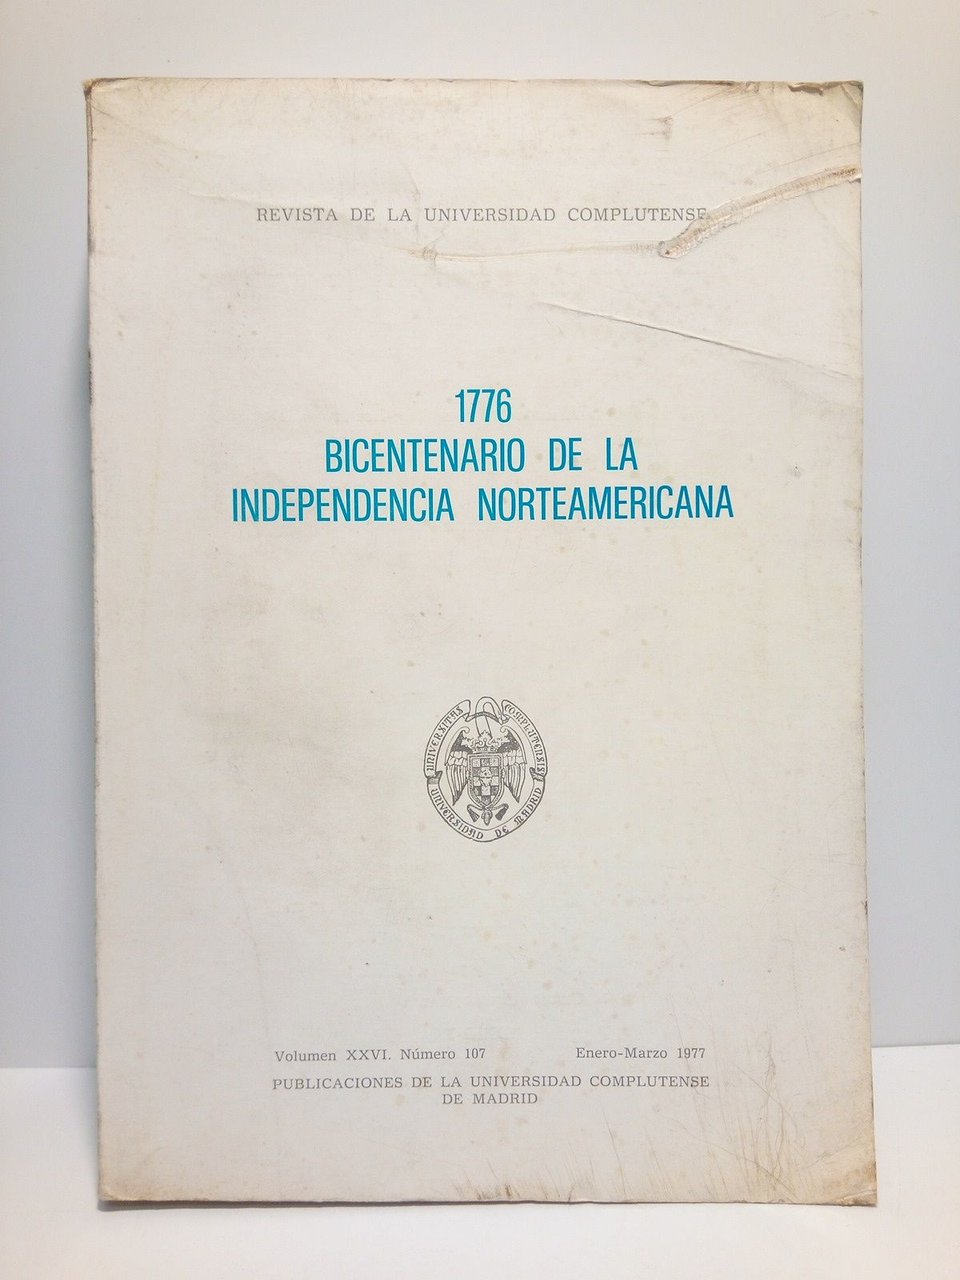 REVISTA DE LA UNIVERSIDAD COMPLUTENSE
1776
BICENTENARIO DE LA
INDEPENDENCIA NORTEAMERICANA
UNIVERSITAS COMPLUTENSIS
UNIVERSIDAD DE MADRID
Volumen XXVI. Número 107 Enero-Marzo 1977
PUBLICACIONES DE LA UNIVERSIDAD COMPLUTENSE
DE MADRID